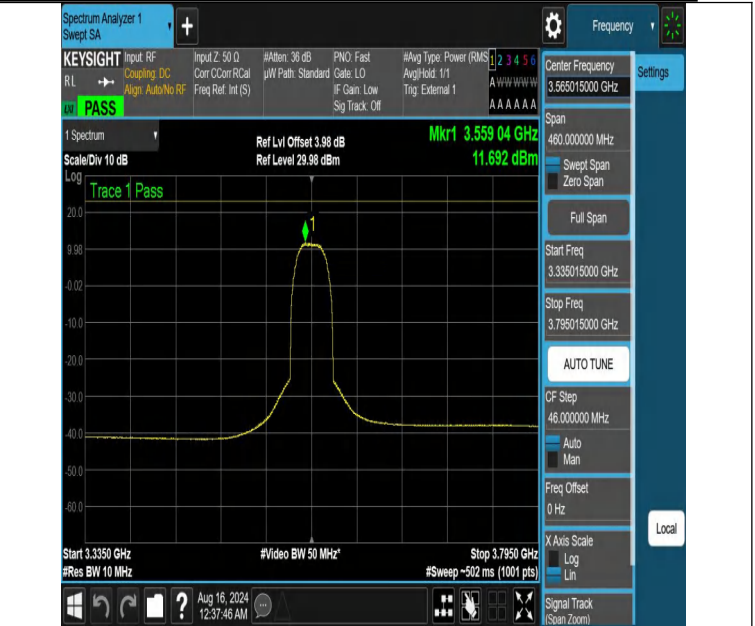 Spectrum Analyzer 1
Swept SA
+
Frequency
KEYSIGHT
RL
PASS
Input: RF
Coupling: DC
Align: Auto/No RF
Input Z: 50 Ω
Corr CCorr RCal
Freq Ref: Int (S)
#Atten: 36 dB
µW Path: Standard
PNO: Fast
Gate: LO
IF Gain: Low
Sig Track: Off
#Avg Type: Power (RMS
Avg|Hold: 1/1
Trig: External 1
1 2 3 4 5 6
A W W W W W
A A A A A A
1 Spectrum
Scale/Div 10 dB
Ref Lvl Offset 3.98 dB
Ref Level 29.98 dBm
Mkr1 3.559 04 GHz
11.692 dBm
Log
Trace 1 Pass
1
20.0
9.98
-0.02
-10.0
-20.0
-30.0
-40.0
-50.0
-60.0
Start 3.3350 GHz
#Res BW 10 MHz
#Video BW 50 MHz*
Stop 3.7950 GHz
#Sweep ~502 ms (1001 pts)
?
Aug 16, 2024
12:37:46 AM
Center Frequency
3.565015000 GHz
Settings
Span
460.000000 MHz
Swept Span
Zero Span
Full Span
Start Freq
3.335015000 GHz
Stop Freq
3.795015000 GHz
AUTO TUNE
CF Step
46.000000 MHz
Auto
Man
Freq Offset
0 Hz
X Axis Scale
Log
Lin
Local
Signal Track
(Span Zoom)